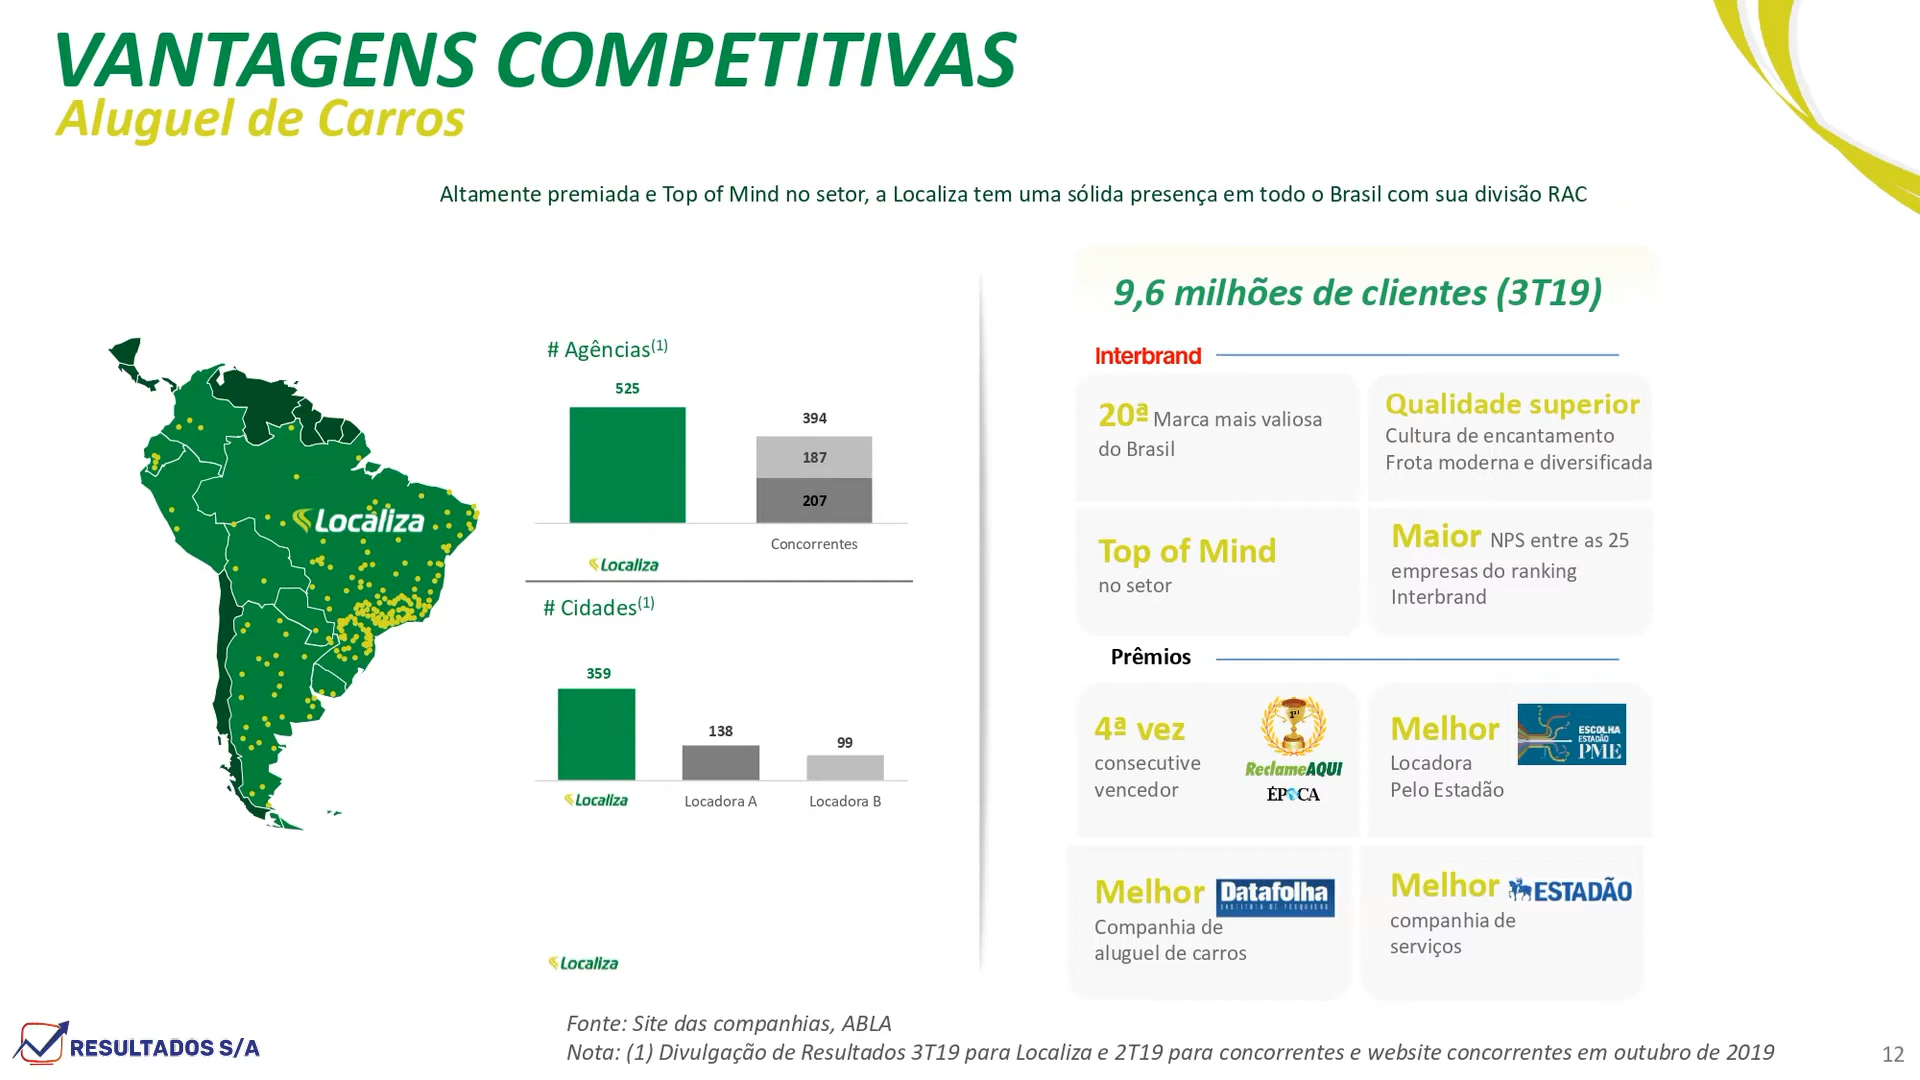 VANTAGENS COMPETITIVAS
Aluguel de Carros
Altamente premiada e Top of Mind no setor, a Localiza tem uma sólida presença em todo o Brasil com sua divisão RAC
Localiza
# Agências(1)
525
394
187
207
Concorrentes
Localiza
# Cidades(1)
359
138
99
Localiza
Locadora A
Locadora B
Localiza
9,6 milhões de clientes (3T19)
Interbrand
20ª Marca mais valiosa
do Brasil
Qualidade superior
Cultura de encantamento
Frota moderna e diversificada
Top of Mind
no setor
Maior NPS entre as 25
empresas do ranking
Interbrand
Prêmios
4ª vez
consecutive
vencedor
1º
ReclameAQUI
ÉPOCA
Melhor
Locadora
Pelo Estadão
ESCOLHA
ESTADÃO
PME
Melhor
Companhia de
aluguel de carros
Datafolha
INSTITUTO DE PESQUISAS
Melhor
companhia de
serviços
ESTADÃO
Fonte: Site das companhias, ABLA
Nota: (1) Divulgação de Resultados 3T19 para Localiza e 2T19 para concorrentes e website concorrentes em outubro de 2019
RESULTADOS S/A
12